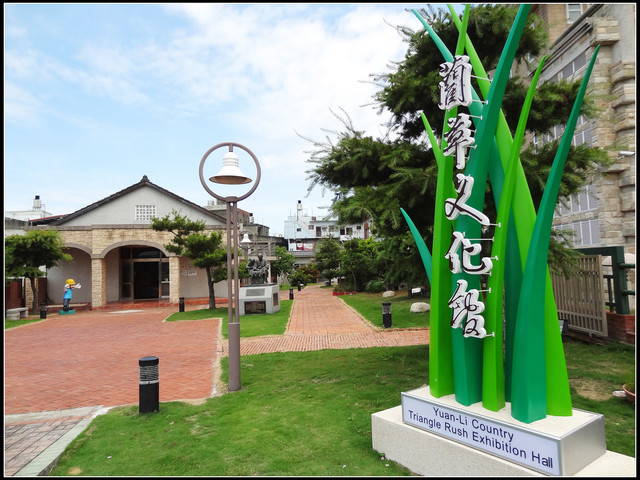 藺草文化館
Yuan-Li Country
Triangle Rush Exhibition Hall